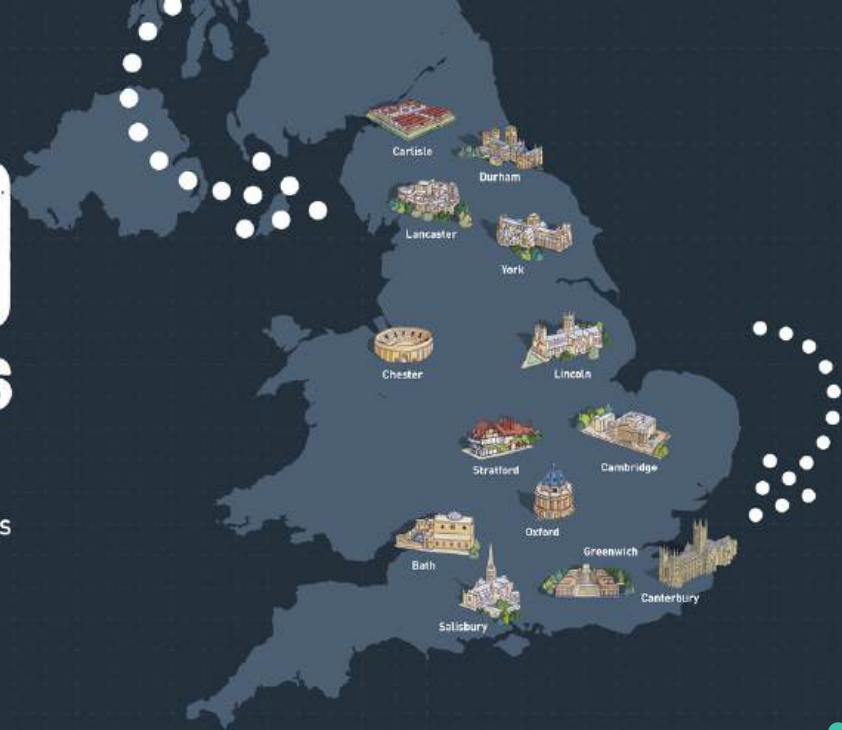 Carlisle
Durham
Lancaster
York
Chester
Lincoln
Stratford
Cambridge
Oxford
Greenwich
Bath
Canterbury
Salisbury
S
s